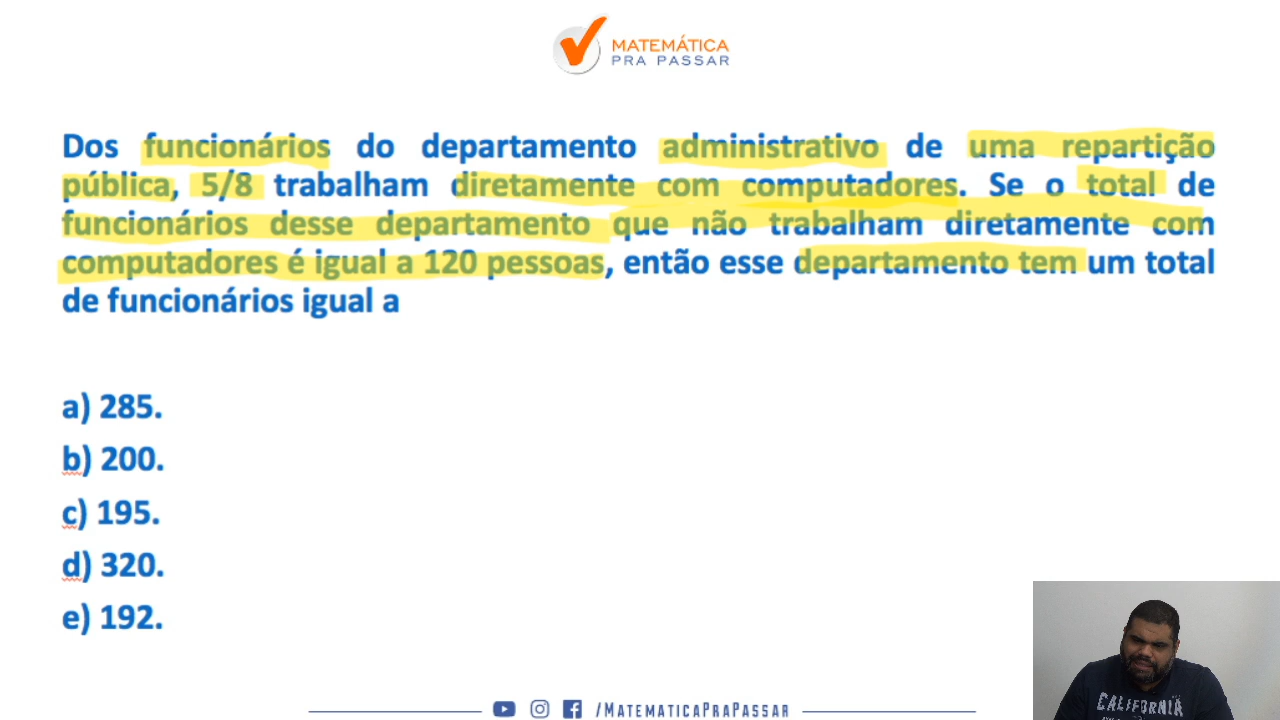 MATEMÁTICA
PRA PASSAR
Dos funcionários do departamento administrativo de uma repartição
pública, 5/8 trabalham diretamente com computadores. Se o total de
funcionários desse departamento que não trabalham diretamente com
computadores é igual a 120 pessoas, então esse departamento tem um total
de funcionários igual a
a) 285.
b) 200.
c) 195.
d) 320.
e) 192.
CALIFORNIA
/MATEMATICAPRAPASSAR